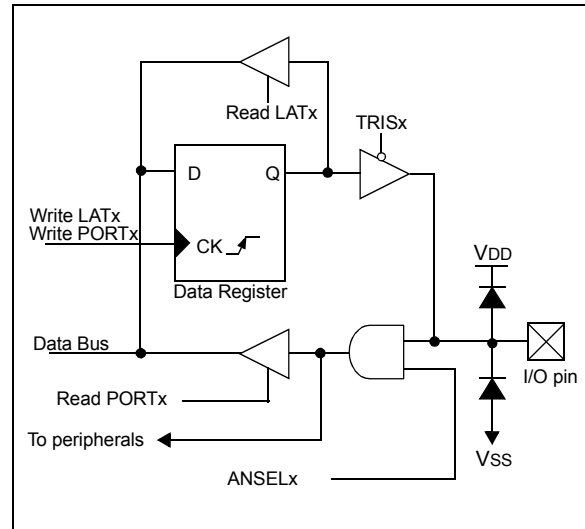 Read LATx
TRISx
D Q
Write LATx
Write PORTx
CK
VDD
Data Register
Data Bus
I/O pin
Read PORTx
To peripherals
VSS
ANSELx